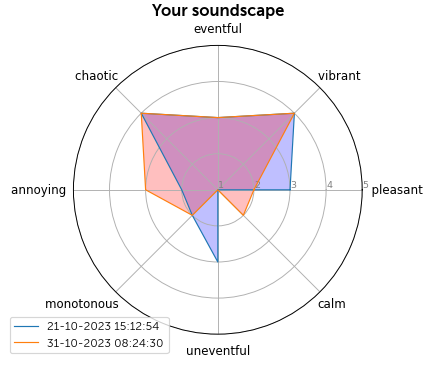 Your soundscape
eventful
chaotic
vibrant
annoying
1
2
3
4
5
pleasant
monotonous
calm
uneventful
21-10-2023 15:12:54
31-10-2023 08:24:30